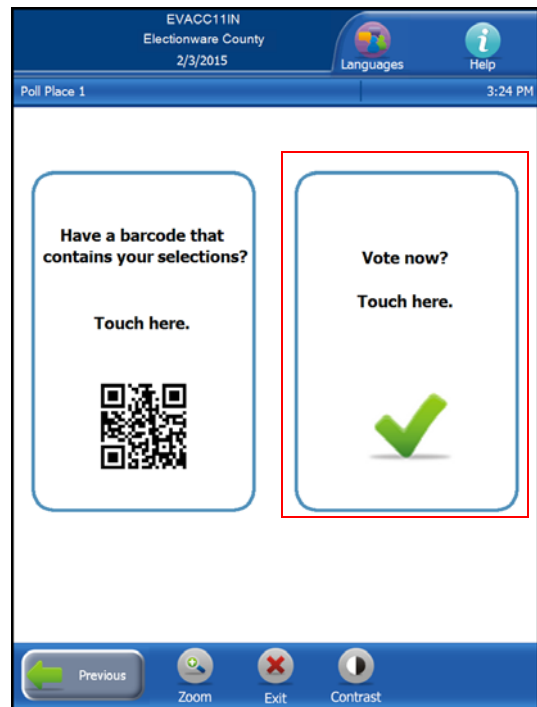 EVACC11IN
Electionware County
2/3/2015
Languages
Help
Poll Place 1
3:24 PM
Have a barcode that
contains your selections?
Touch here.
Vote now?
Touch here.
Previous
Zoom
Exit
Contrast